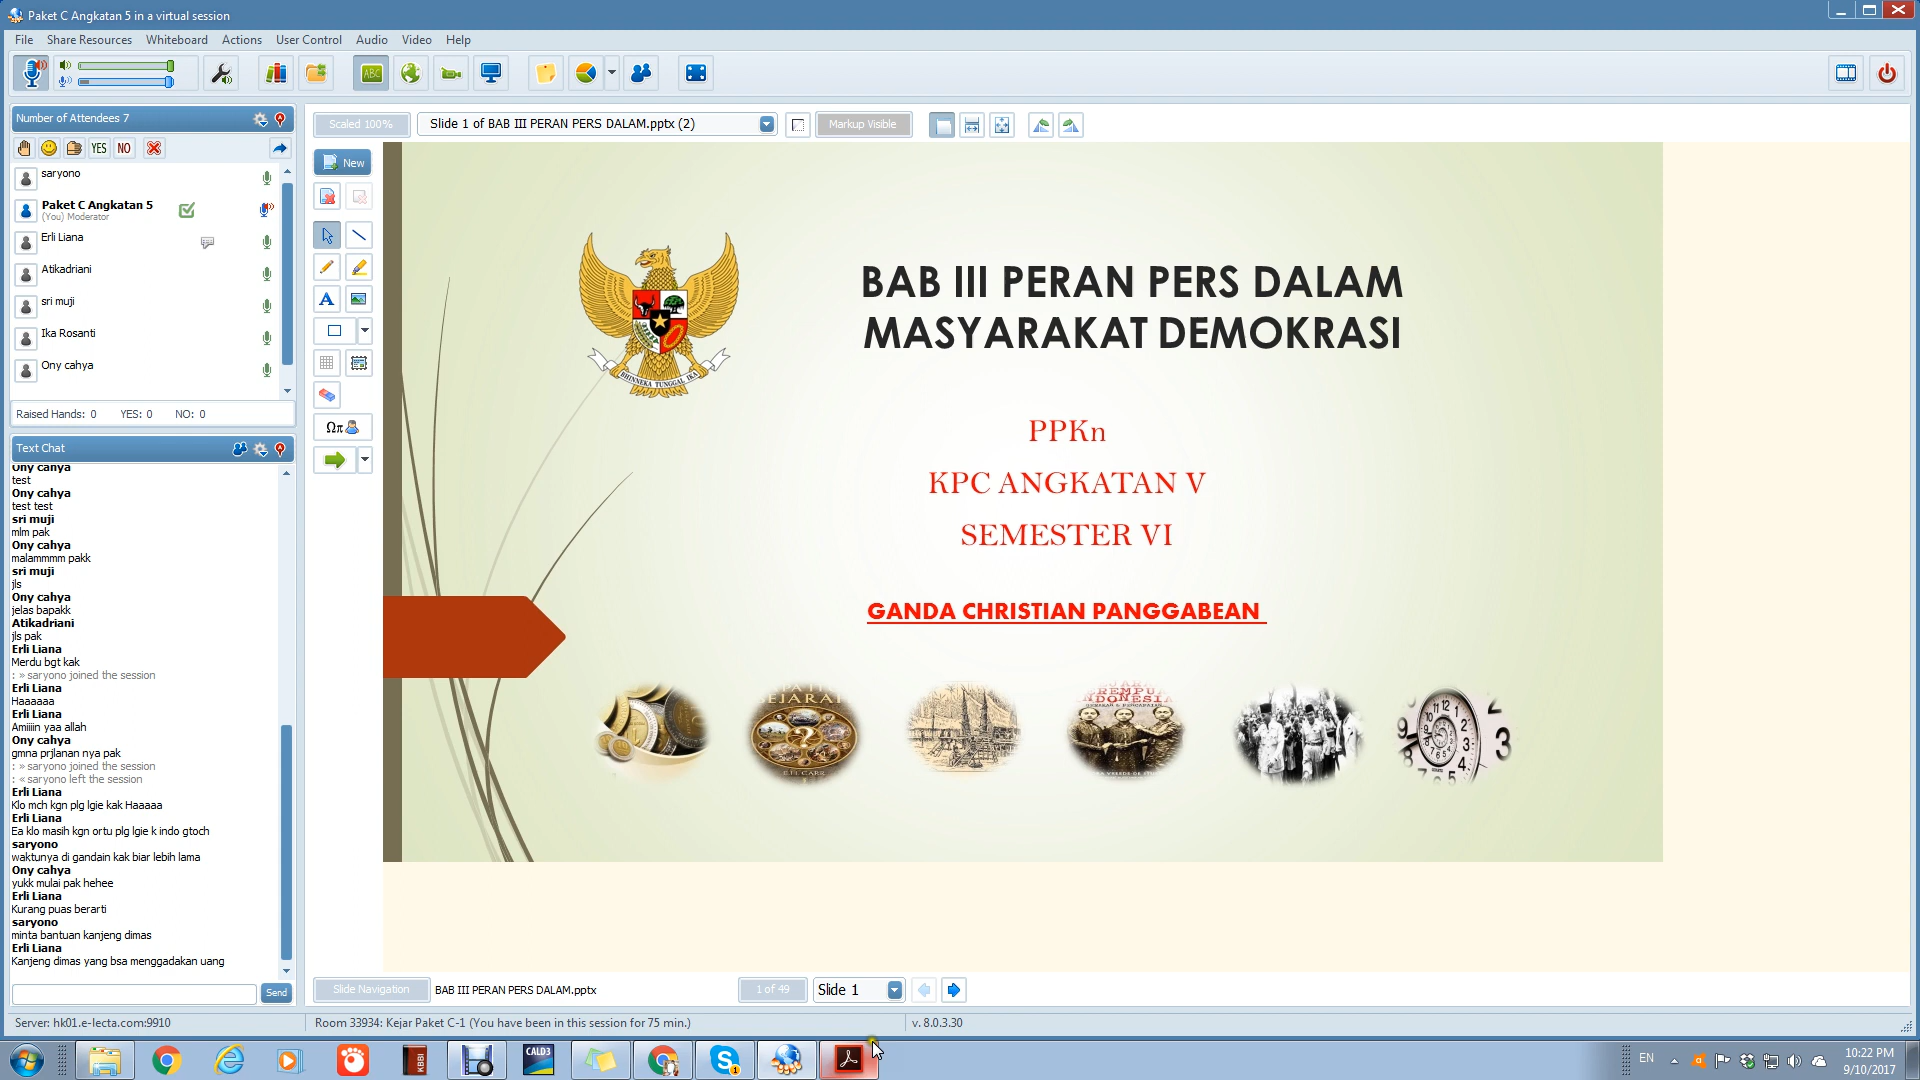 Paket C Angkatan 5 in a virtual session
File Share Resources Whiteboard Actions User Control Audio Video Help
ABC
Number of Attendees 7
YES NO
saryono
Paket C Angkatan 5
(You) Moderator
Erli Liana
Atikadriani
sri muji
Ika Rosanti
Ony cahya
Raised Hands: 0 YES: 0 NO: 0
Text Chat
Ony cahya
test
Ony cahya
test test
sri muji
mlm pak
Ony cahya
malammmm pakk
sri muji
jls
Ony cahya
jelas bapakk
Atikadriani
jls pak
Erli Liana
Merdu bgt kak
: » saryono joined the session
Erli Liana
Haaaaaa
Erli Liana
Amiiiin yaa allah
Ony cahya
gmna prjlanan nya pak
: » saryono joined the session
: « saryono left the session
Erli Liana
Klo mch kgn plg lgie kak Haaaaa
Erli Liana
Ea klo masih kgn ortu plg lgie k indo gtoch
saryono
waktunya di gandain kak biar lebih lama
Ony cahya
yukk mulai pak hehee
Erli Liana
Kurang puas berarti
saryono
minta bantuan kanjeng dimas
Erli Liana
Kanjeng dimas yang bsa menggadakan uang
Send
Scaled 100%
Slide 1 of BAB III PERAN PERS DALAM.pptx (2)
Markup Visible
New
A
Ωπ
BAB III PERAN PERS DALAM
MASYARAKAT DEMOKRASI
BHINNEKA TUNGGAL IKA
PPKn
KPC ANGKATAN V
SEMESTER VI
GANDA CHRISTIAN PANGGABEAN
Slide Navigation
BAB III PERAN PERS DALAM.pptx
1 of 49
Slide 1
Server: hk01.e-lecta.com:9910
Room 33934: Kejar Paket C-1 (You have been in this session for 75 min.)
v. 8.0.3.30
KBBI
CALD3
EN
10:22 PM
9/10/2017